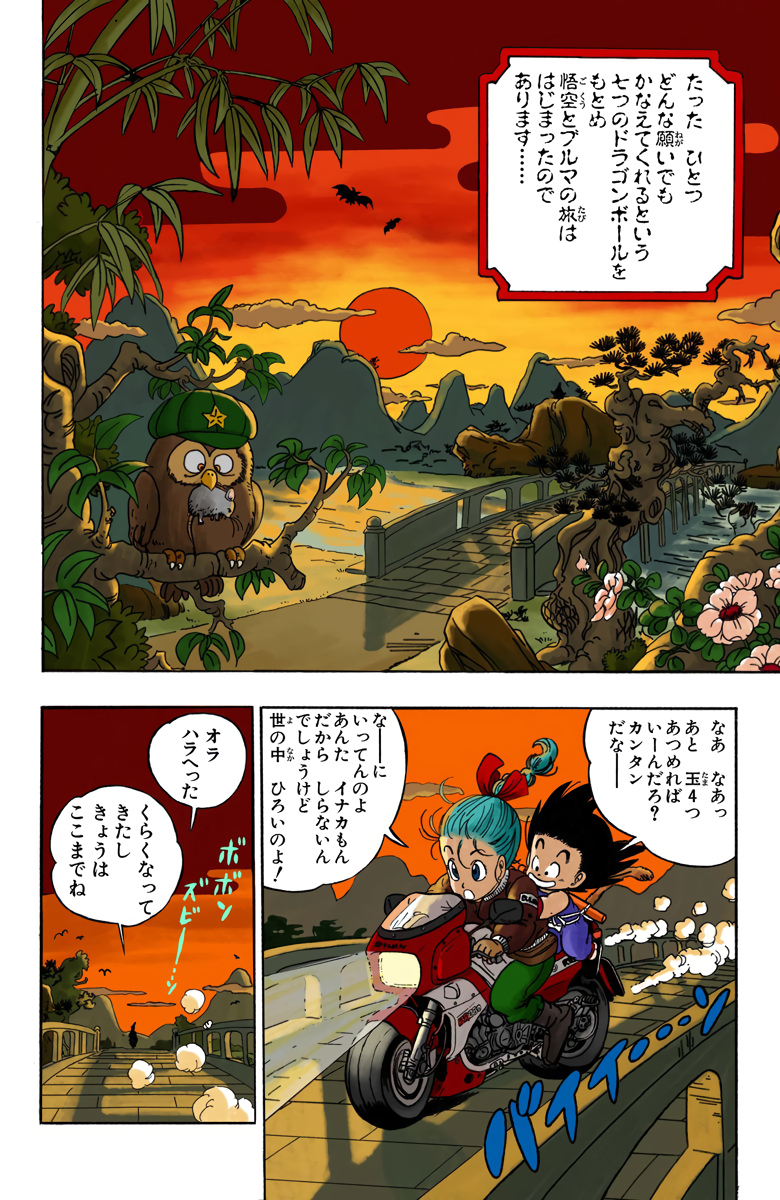 たった ひとつ
どんな願いでも
かなえてくれるという
七つのドラゴンボールを
もとめ
悟空とブルマの旅は
はじまったので
あります……
なあ なあっ
あと 玉4つ
あつめれば
いーんだろ?
カンタン
だな──
なーに
いってんのよ
あんた イナカもん
だから しらないん
でしょうけど
世の中 ひろいのよ!
バイイ・・・・ン
オラ
ハラへった
くらくなって
きたし
きょうは
ここまでね
ボボン
ズビー・・ン